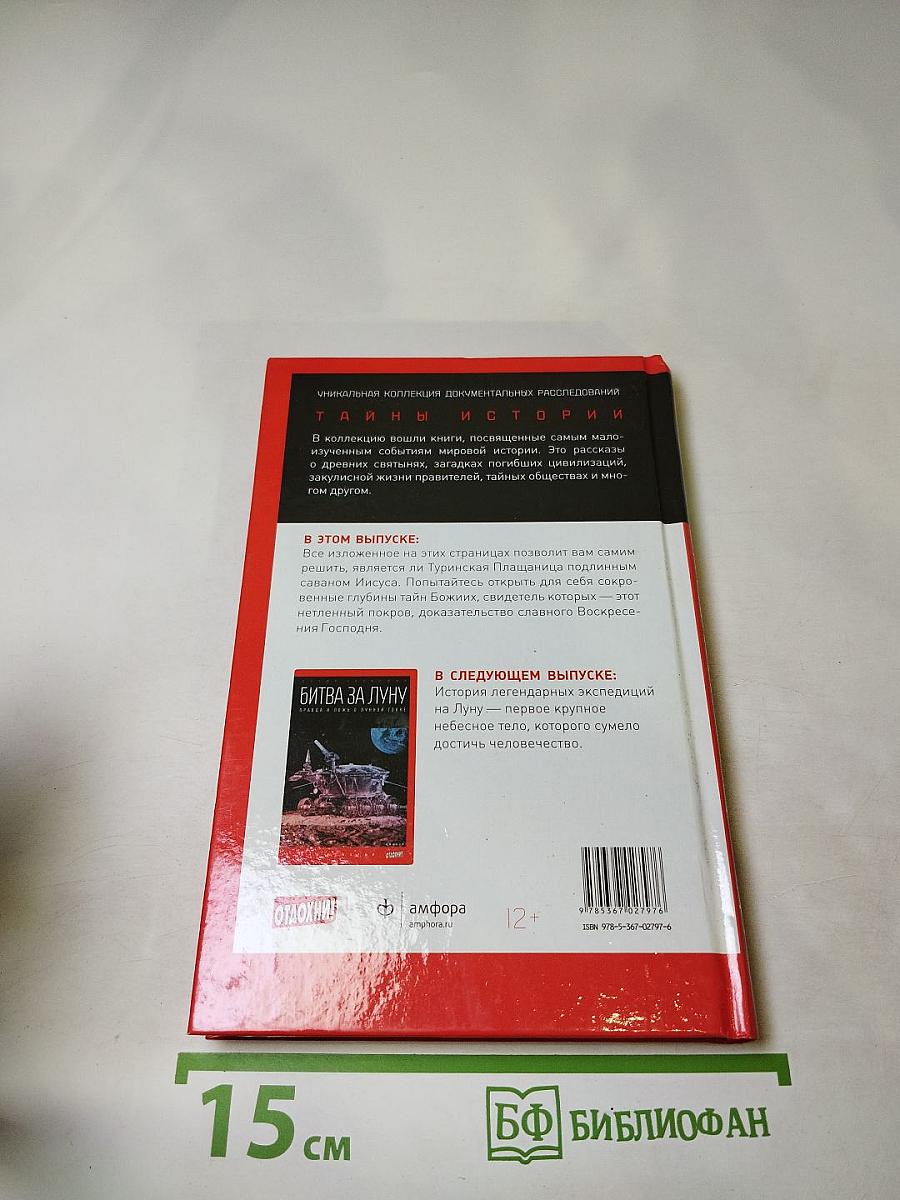 УНИКАЛЬНАЯ КОЛЛЕКЦИЯ ДОКУМЕНТАЛЬНЫХ РАССЛЕДОВАНИЙ
ТАЙНЫ ИСТОРИИ
В коллекцию вошли книги, посвященные самым мало-
изученным событиям мировой истории. Это рассказы
о древних святынях, загадках погибших цивилизаций,
закулисной жизни правителей, тайных обществах и мно-
гом другом.
В ЭТОМ ВЫПУСКЕ:
Все изложенное на этих страницах позволит вам самим
решить, является ли Туринская Плащаница подлинным
саваном Иисуса. Попытайтесь открыть для себя сокро-
венные глубины тайн Божиих, свидетель которых — этот
нетленный покров, доказательство славного Воскресе-
ния Господня.
БИТВА ЗА ЛУНУ
ПРАВДА И ЛОЖЬ О ЛУННОЙ ГОНКЕ
ОТДОХНИ!
В СЛЕДУЮЩЕМ ВЫПУСКЕ:
История легендарных экспедиций
на Луну — первое крупное
небесное тело, которого сумело
достичь человечество.
ОТДОХНИ!
амфора
amphora.ru
12+
9 785367 027976
ISBN 978-5-367-02797-6
15 см
БФ БИБЛИОФАН